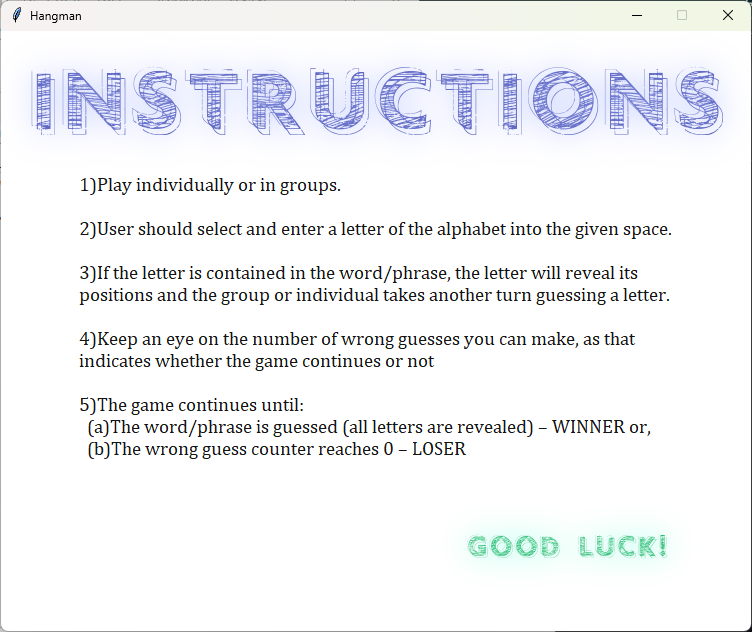 Hangman
INSTRUCTIONS
1)Play individually or in groups.
2)User should select and enter a letter of the alphabet into the given space.
3)If the letter is contained in the word/phrase, the letter will reveal its
positions and the group or individual takes another turn guessing a letter.
4)Keep an eye on the number of wrong guesses you can make, as that
indicates whether the game continues or not
5)The game continues until:
(a)The word/phrase is guessed (all letters are revealed) – WINNER or,
(b)The wrong guess counter reaches 0 – LOSER
GOOD LUCK!